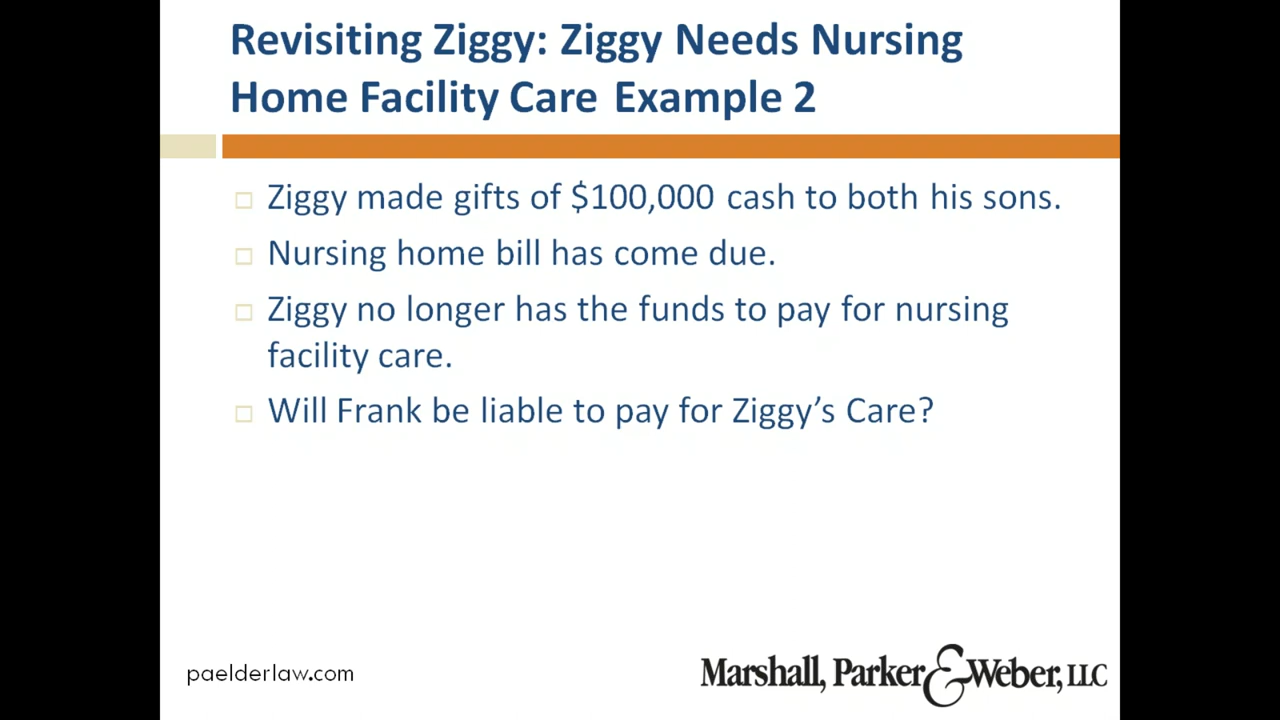 Revisiting Ziggy: Ziggy Needs Nursing
Home Facility Care Example 2
Ziggy made gifts of $100,000 cash to both his sons.
Nursing home bill has come due.
Ziggy no longer has the funds to pay for nursing
facility care.
Will Frank be liable to pay for Ziggy’s Care?
paelderlaw.com
Marshall, Parker & Weber, LLC